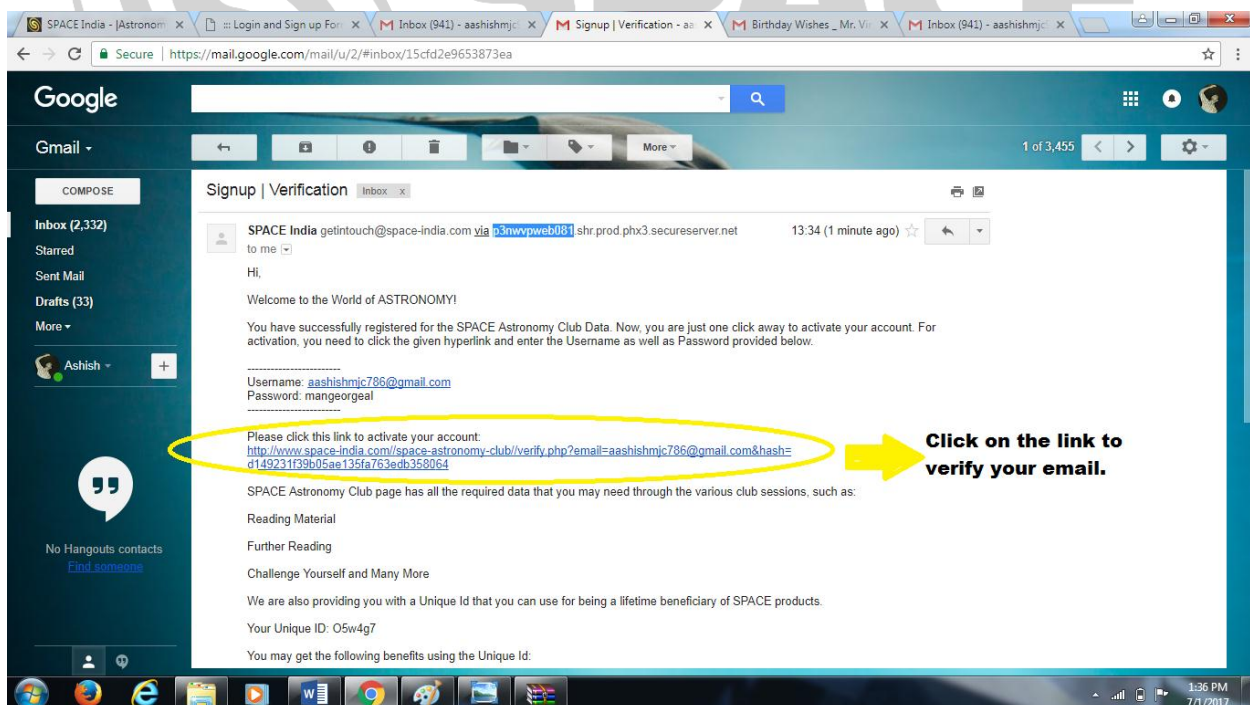 SPACE India - |Astronom
::: Login and Sign up For
Inbox (941) - aashishmjc
Signup | Verification - aa
Birthday Wishes _ Mr. Vir
Inbox (941) - aashishmjc
Secure | https://mail.google.com/mail/u/2/#inbox/15cfd2e9653873ea
Google
Gmail
More
1 of 3,455
COMPOSE
Inbox (2,332)
Starred
Sent Mail
Drafts (33)
More
Ashish
No Hangouts contacts
Find someone
Signup | Verification Inbox x
SPACE India getintouch@space-india.com via p3nwvpweb081.shr.prod.phx3.secureserver.net 13:34 (1 minute ago)
to me
Hi,
Welcome to the World of ASTRONOMY!
You have successfully registered for the SPACE Astronomy Club Data. Now, you are just one click away to activate your account. For
activation, you need to click the given hyperlink and enter the Username as well as Password provided below.
------------------------
Username: aashishmjc786@gmail.com
Password: mangeorgeal
------------------------
Please click this link to activate your account:
http://www.space-india.com//space-astronomy-club//verify.php?email=aashishmjc786@gmail.com&hash=
d149231f39b05ae135fa763edb358064
Click on the link to
verify your email.
SPACE Astronomy Club page has all the required data that you may need through the various club sessions, such as:
Reading Material
Further Reading
Challenge Yourself and Many More
We are also providing you with a Unique Id that you can use for being a lifetime beneficiary of SPACE products.
Your Unique ID: O5w4g7
You may get the following benefits using the Unique Id:
1:36 PM
7/1/2017